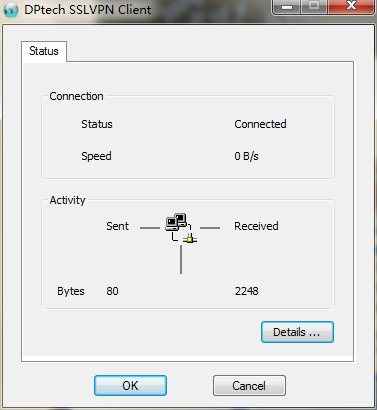 DPtech SSLVPN Client
Status
Connection
Status Connected
Speed 0 B/s
Activity
Sent Received
Bytes 80 2248
Details ...
OK Cancel